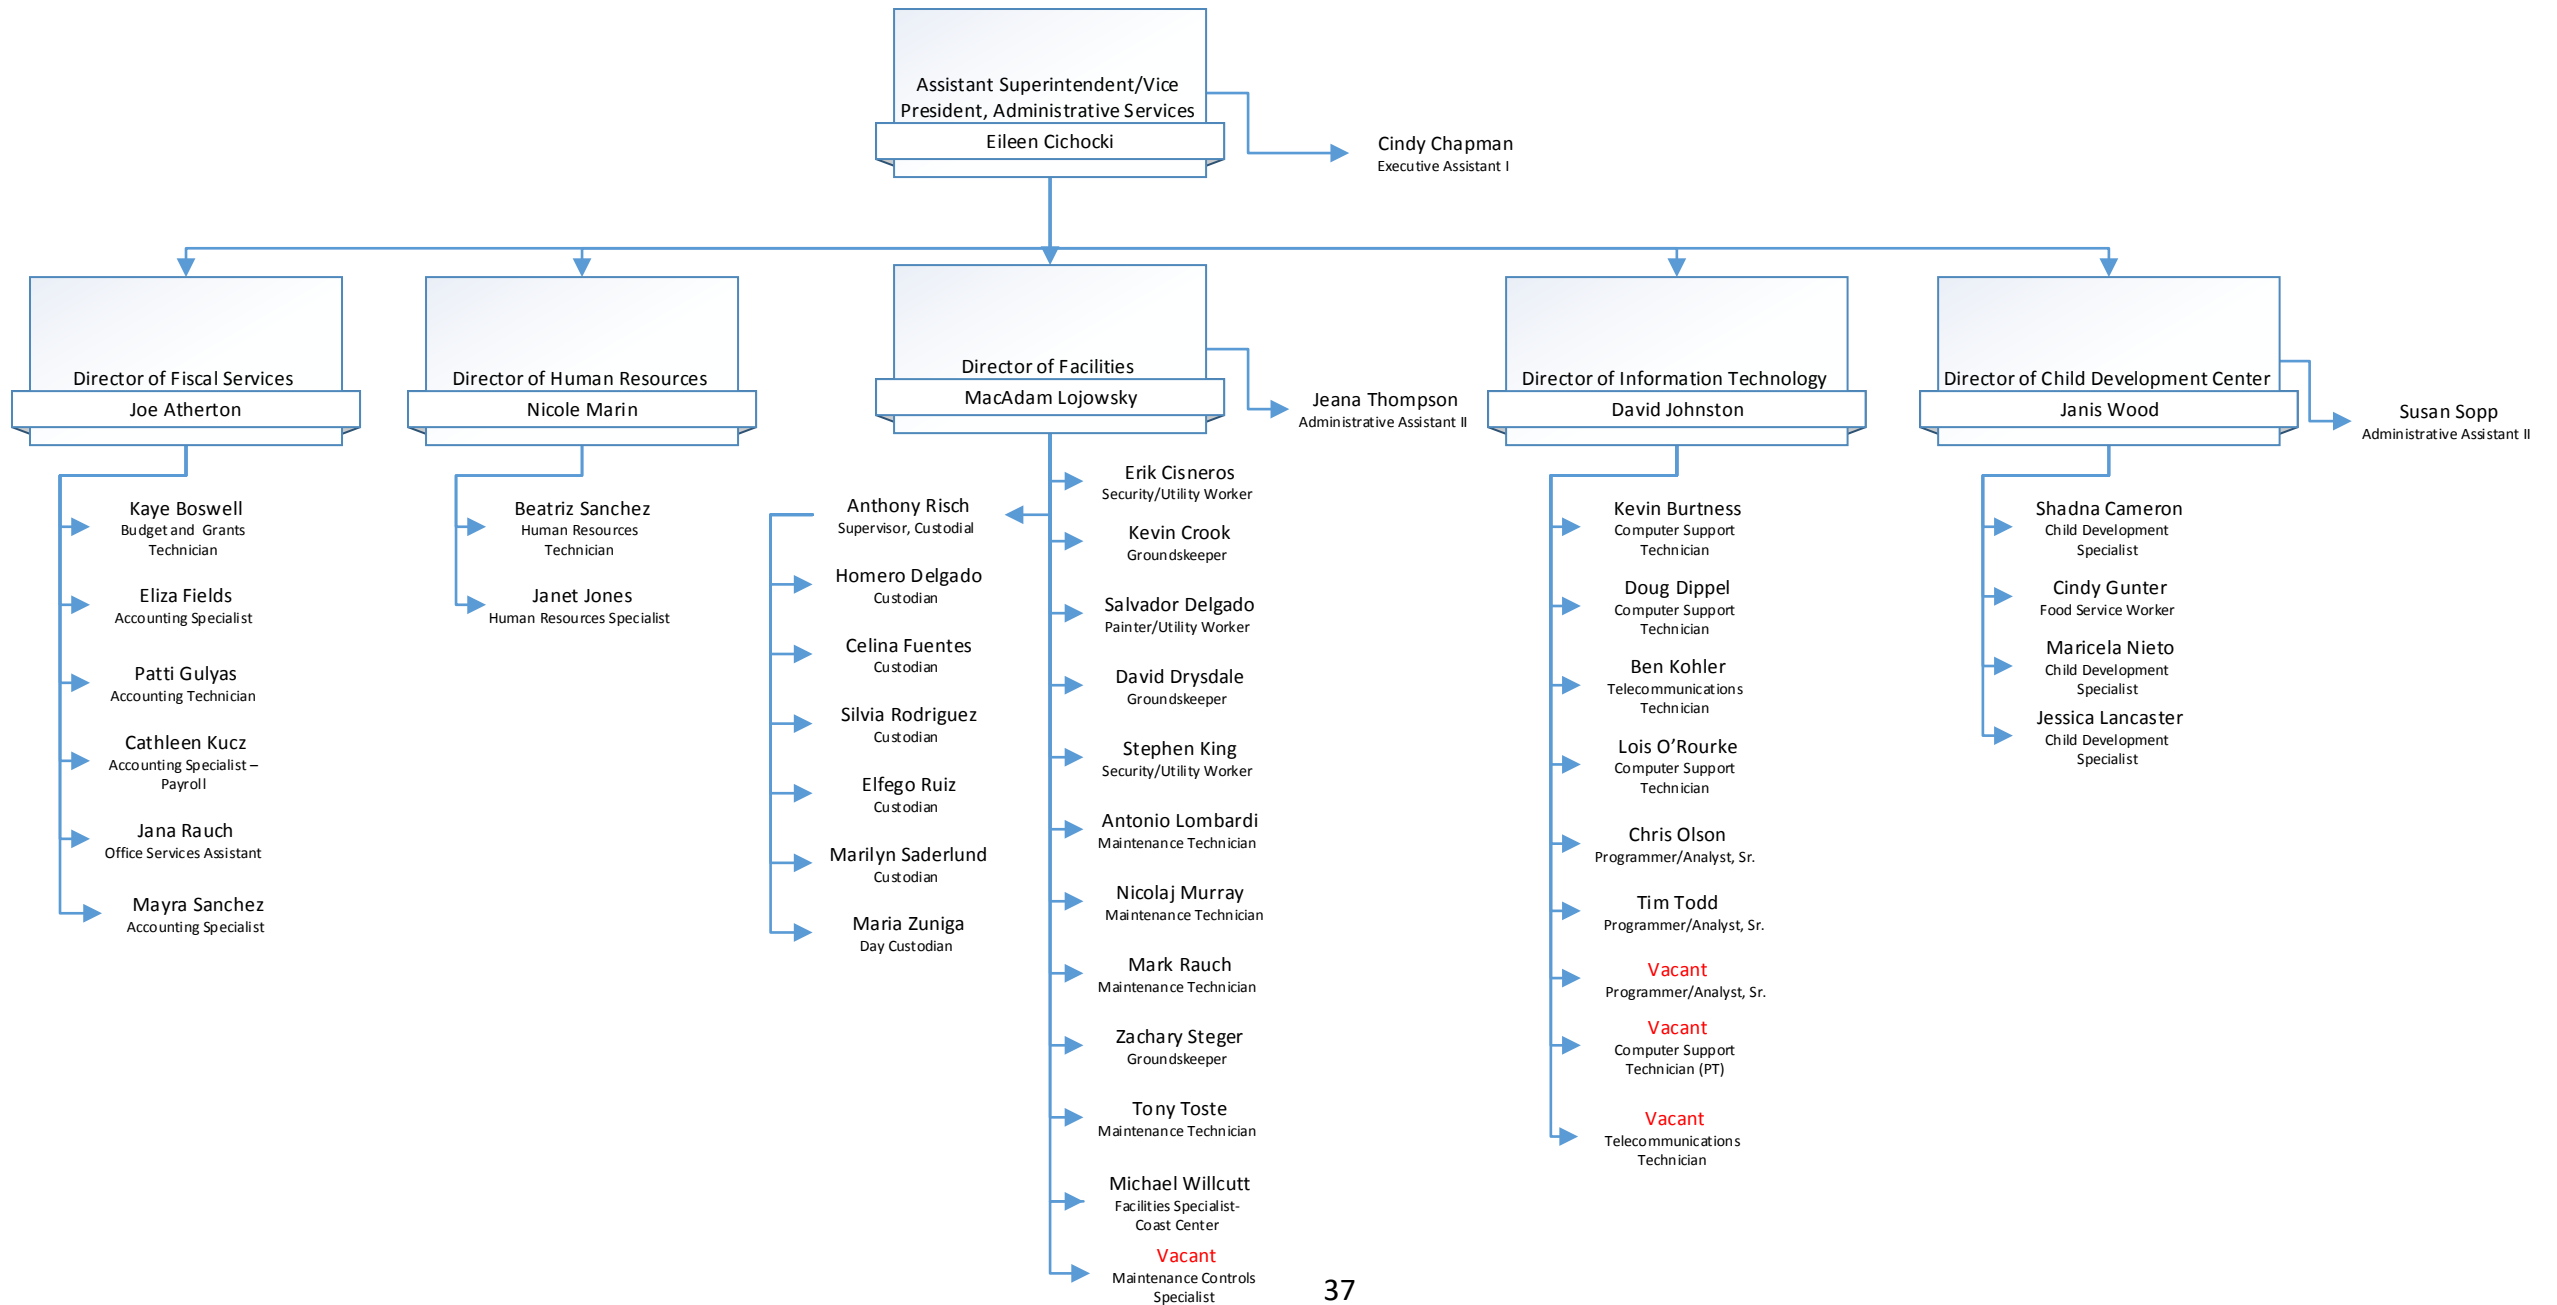 Assistant Superintendent/Vice
President, Administrative Services
Eileen Cichocki
Cindy Chapman
Executive Assistant I
Director of Fiscal Services
Joe Atherton
Kaye Boswell
Budget and Grants
Technician
Eliza Fields
Accounting Specialist
Patti Gulyas
Accounting Technician
Cathleen Kucz
Accounting Specialist –
Payroll
Jana Rauch
Office Services Assistant
Mayra Sanchez
Accounting Specialist
Director of Human Resources
Nicole Marin
Beatriz Sanchez
Human Resources
Technician
Janet Jones
Human Resources Specialist
Director of Facilities
MacAdam Lojowsky
Jeana Thompson
Administrative Assistant II
Anthony Risch
Supervisor, Custodial
Homero Delgado
Custodian
Celina Fuentes
Custodian
Silvia Rodriguez
Custodian
Elfego Ruiz
Custodian
Marilyn Saderlund
Custodian
Maria Zuniga
Day Custodian
Erik Cisneros
Security/Utility Worker
Kevin Crook
Groundskeeper
Salvador Delgado
Painter/Utility Worker
David Drysdale
Groundskeeper
Stephen King
Security/Utility Worker
Antonio Lombardi
Maintenance Technician
Nicolaj Murray
Maintenance Technician
Mark Rauch
Maintenance Technician
Zachary Steger
Groundskeeper
Tony Toste
Maintenance Technician
Michael Willcutt
Facilities Specialist-
Coast Center
Vacant
Maintenance Controls
Specialist
Director of Information Technology
David Johnston
Kevin Burtness
Computer Support
Technician
Doug Dippel
Computer Support
Technician
Ben Kohler
Telecommunications
Technician
Lois O’Rourke
Computer Support
Technician
Chris Olson
Programmer/Analyst, Sr.
Tim Todd
Programmer/Analyst, Sr.
Vacant
Programmer/Analyst, Sr.
Vacant
Computer Support
Technician (PT)
Vacant
Telecommunications
Technician
Director of Child Development Center
Janis Wood
Susan Sopp
Administrative Assistant II
Shadna Cameron
Child Development
Specialist
Cindy Gunter
Food Service Worker
Maricela Nieto
Child Development
Specialist
Jessica Lancaster
Child Development
Specialist
37